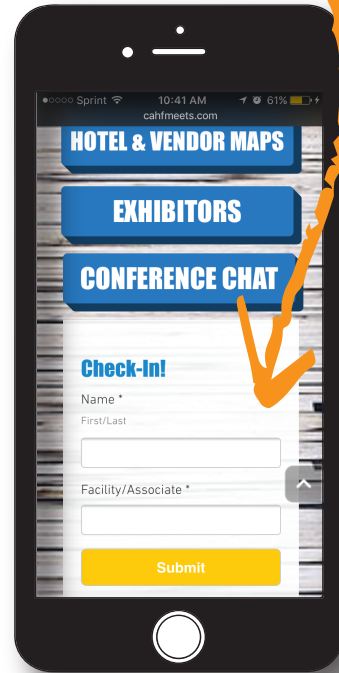 Sprint 10:41 AM 61%
cahfmeets.com
HOTEL & VENDOR MAPS
EXHIBITORS
CONFERENCE CHAT
Check-In!
Name *
First/Last
Facility/Associate *
Submit